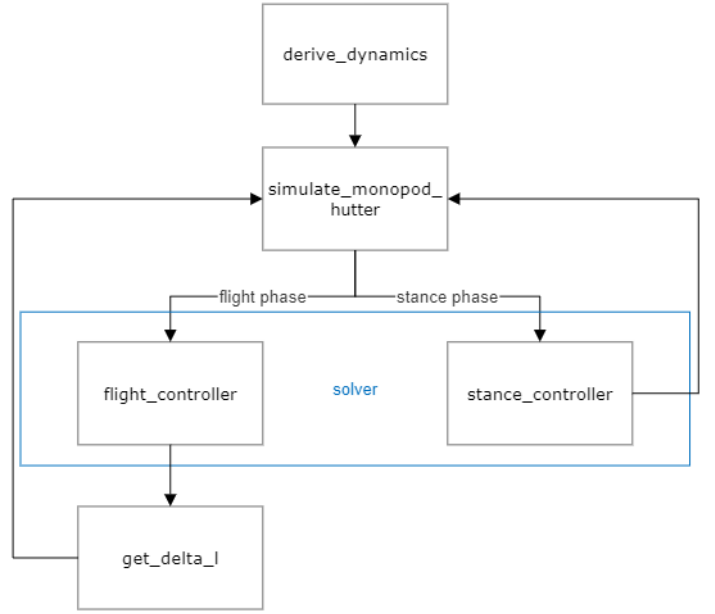 derive_dynamics
simulate_monopod_
hutter
flight phase
stance phase
flight_controller
solver
stance_controller
get_delta_l